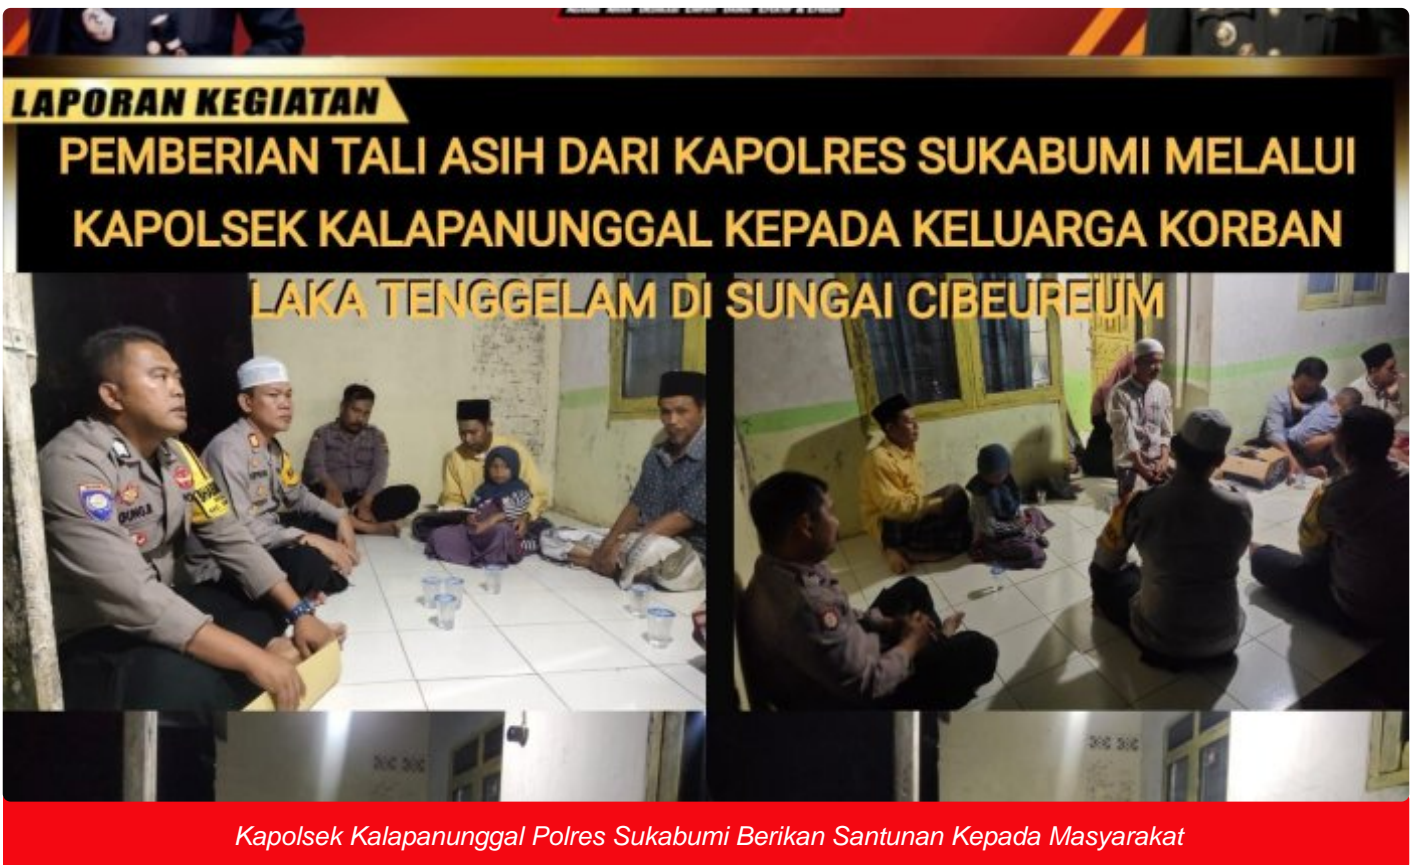 LAPORAN KEGIATAN
PEMBERIAN TALI ASIH DARI KAPOLRES SUKABUMI MELALUI
KAPOLSEK KALAPANUNGGAL KEPADA KELUARGA KORBAN
LAKA TENGGELAM DI SUNGAI CIBEUREUM
Kapolsek Kalapanunggal Polres Sukabumi Berikan Santunan Kepada Masyarakat